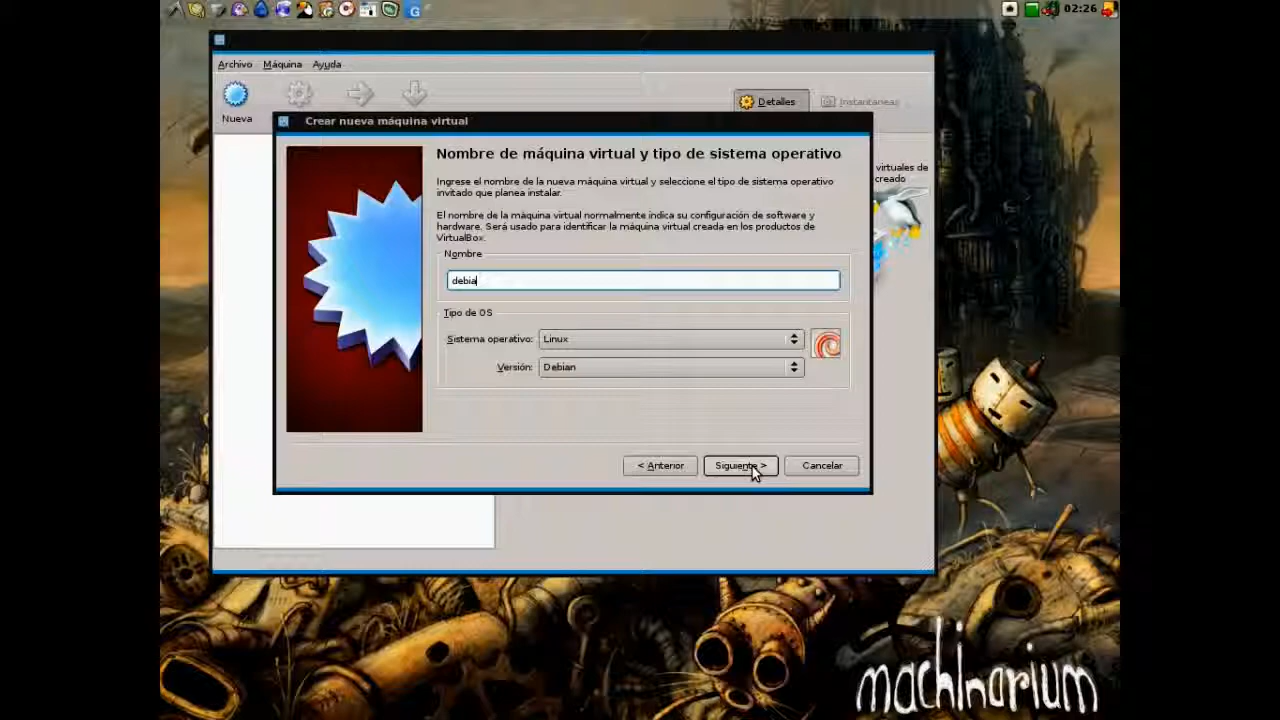 02:26
Archivo Máquina Ayuda
Nueva
Detalles
Instantáneas
Crear nueva máquina virtual
Nombre de máquina virtual y tipo de sistema operativo
virtuales de
creado
Ingrese el nombre de la nueva máquina virtual y seleccione el tipo de sistema operativo
invitado que planea instalar.
El nombre de la máquina virtual normalmente indica su configuración de software y
hardware. Será usado para identificar la máquina virtual creada en los productos de
VirtualBox.
Nombre
debia
Tipo de OS
Sistema operativo: Linux
Versión: Debian
< Anterior Siguiente > Cancelar
machinarium